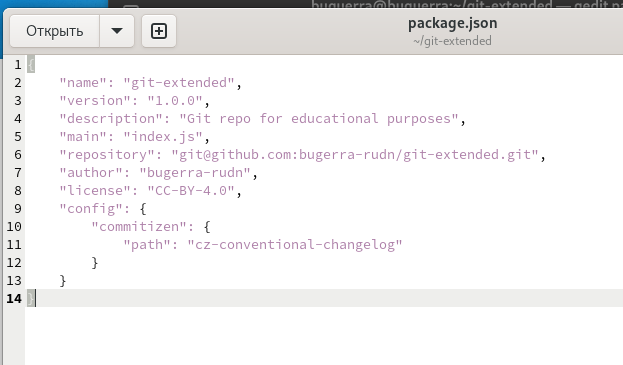 buguerra@buguerra:~/git-extended — gedit pa
Открыть
package.json
~/git-extended
1 {
2 "name": "git-extended",
3 "version": "1.0.0",
4 "description": "Git repo for educational purposes",
5 "main": "index.js",
6 "repository": "git@github.com:bugerra-rudn/git-extended.git",
7 "author": "bugerra-rudn",
8 "license": "CC-BY-4.0",
9 "config": {
10 "commitizen": {
11 "path": "cz-conventional-changelog"
12 }
13 }
14 }